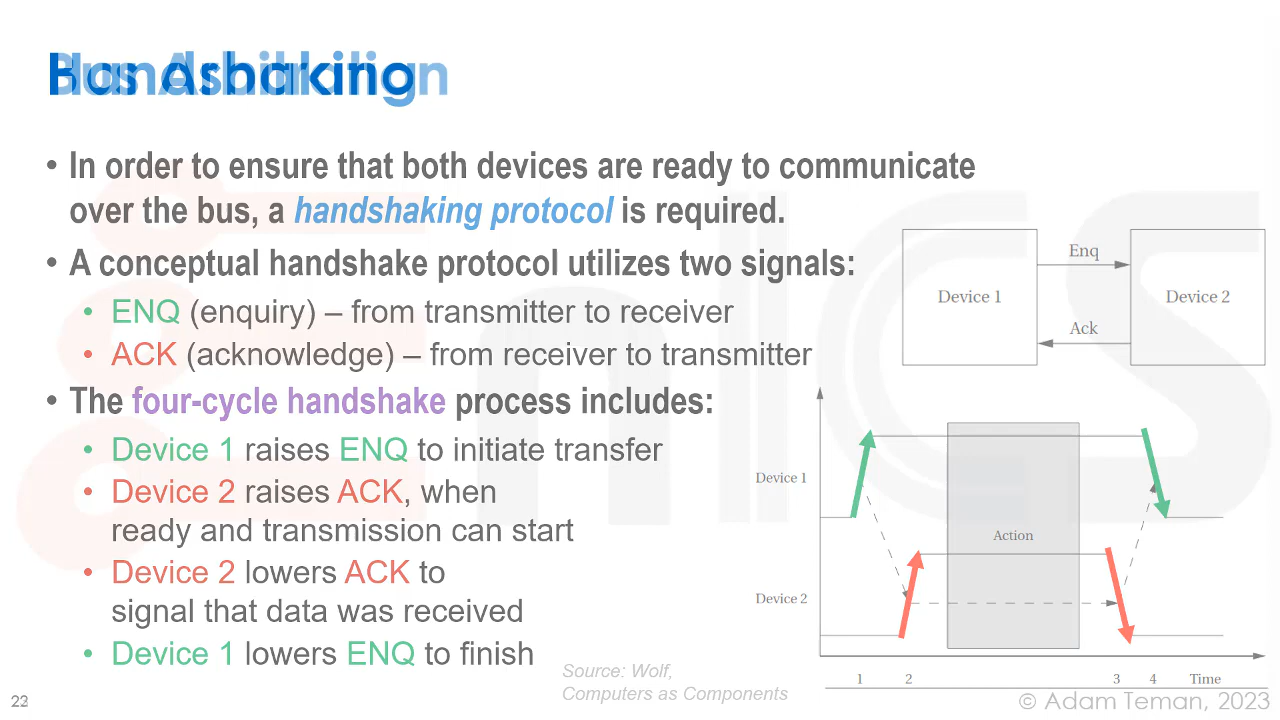 • In order to ensure that both devices are ready to communicate
over the bus, a handshaking protocol is required.
• A conceptual handshake protocol utilizes two signals:
• ENQ (enquiry) – from transmitter to receiver
• ACK (acknowledge) – from receiver to transmitter
• The four-cycle handshake process includes:
• Device 1 raises ENQ to initiate transfer
• Device 2 raises ACK, when
ready and transmission can start
• Device 2 lowers ACK to
signal that data was received
• Device 1 lowers ENQ to finish
Source: Wolf,
Computers as Components
Device 1
Enq
Ack
Device 2
Device 1
Action
Device 2
1 2 3 4 Time
© Adam Teman, 2023